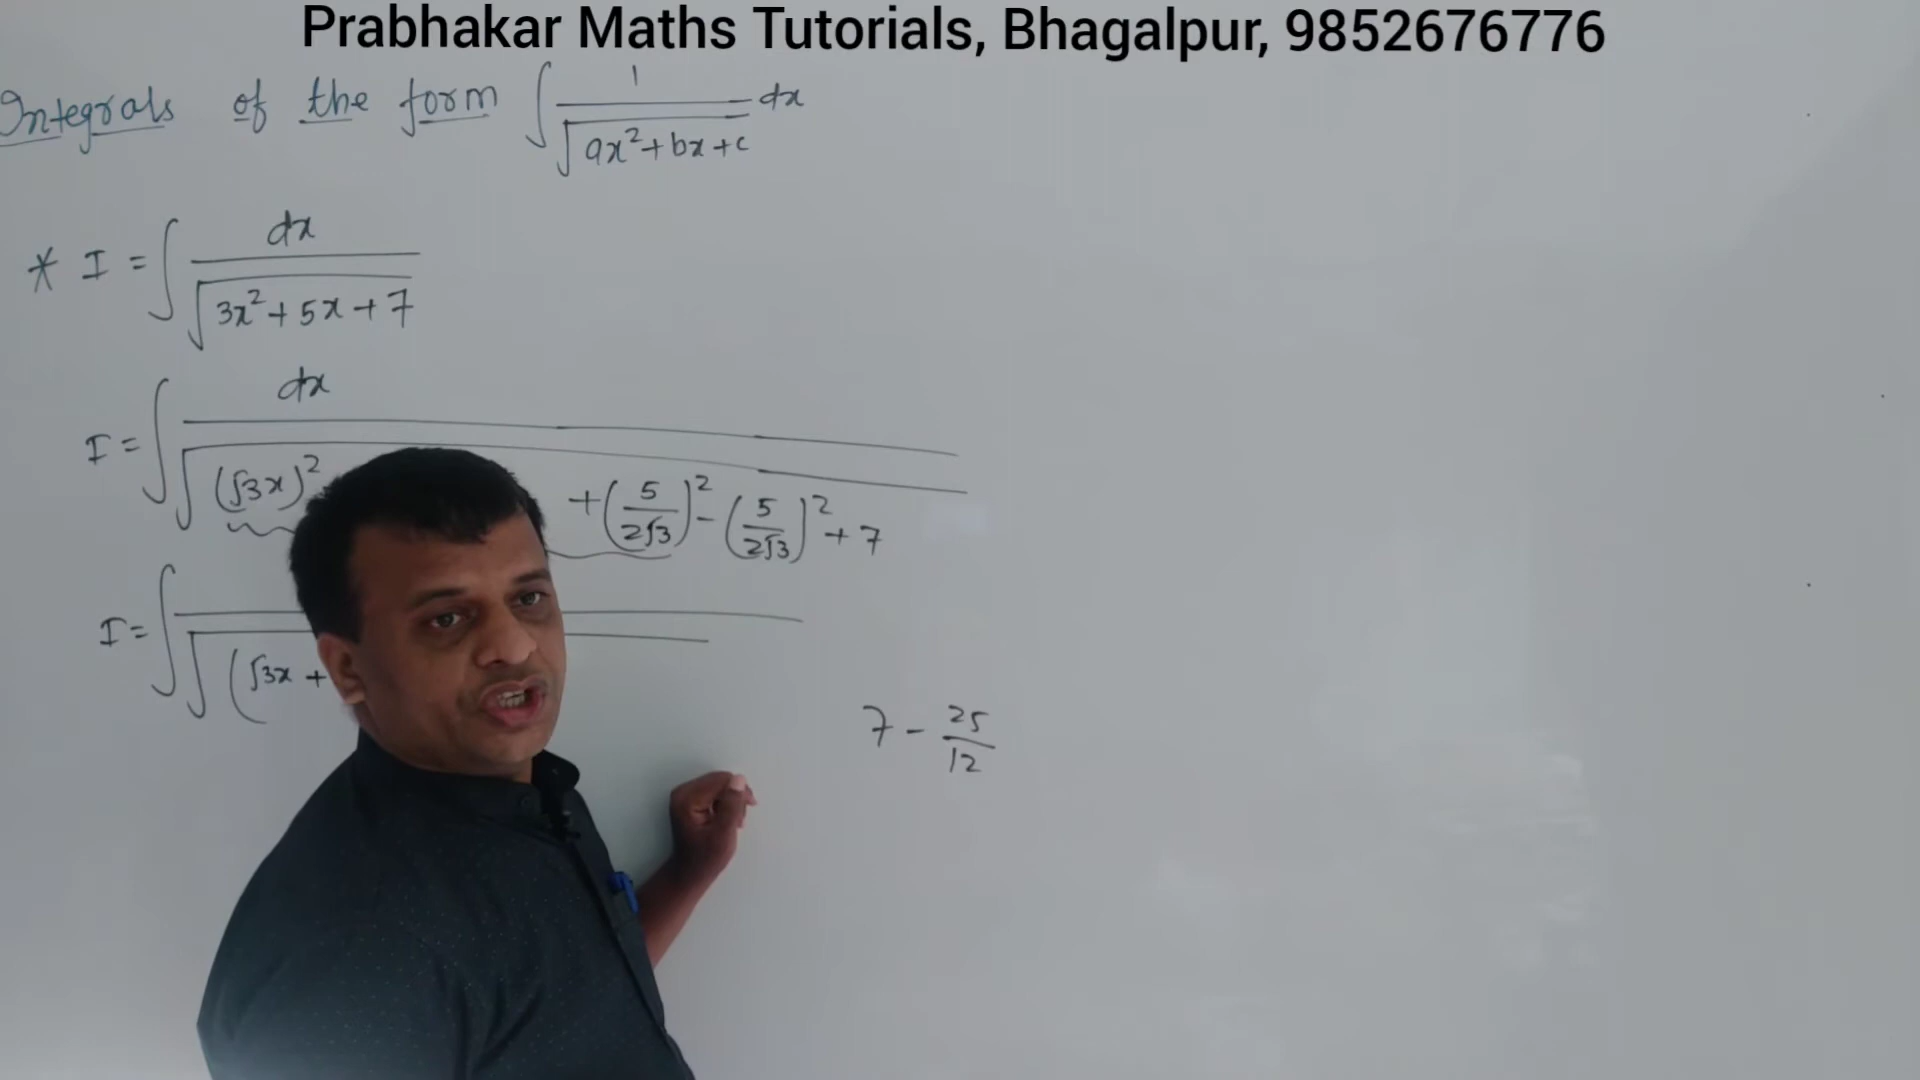 Prabhakar Maths Tutorials, Bhagalpur, 9852676776
Integrals of the form ∫ 1/√(ax²+bx+c) dx
* I = ∫ dx/√(3x²+5x+7)
I = ∫ dx/√((√3x)² +(5/2√3)²-(5/2√3)²+7
I = ∫ /√(√3x +
7 - 25/12